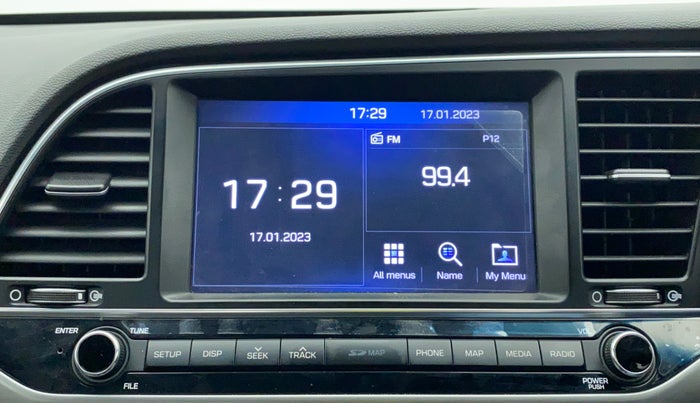 17:29 17.01.2023
FM P12
99.4
17:29
17.01.2023
All menus Name My Menu
ENTER TUNE VOL
SETUP DISP SEEK TRACK SD MAP PHONE MAP MEDIA RADIO
FILE POWER
PUSH